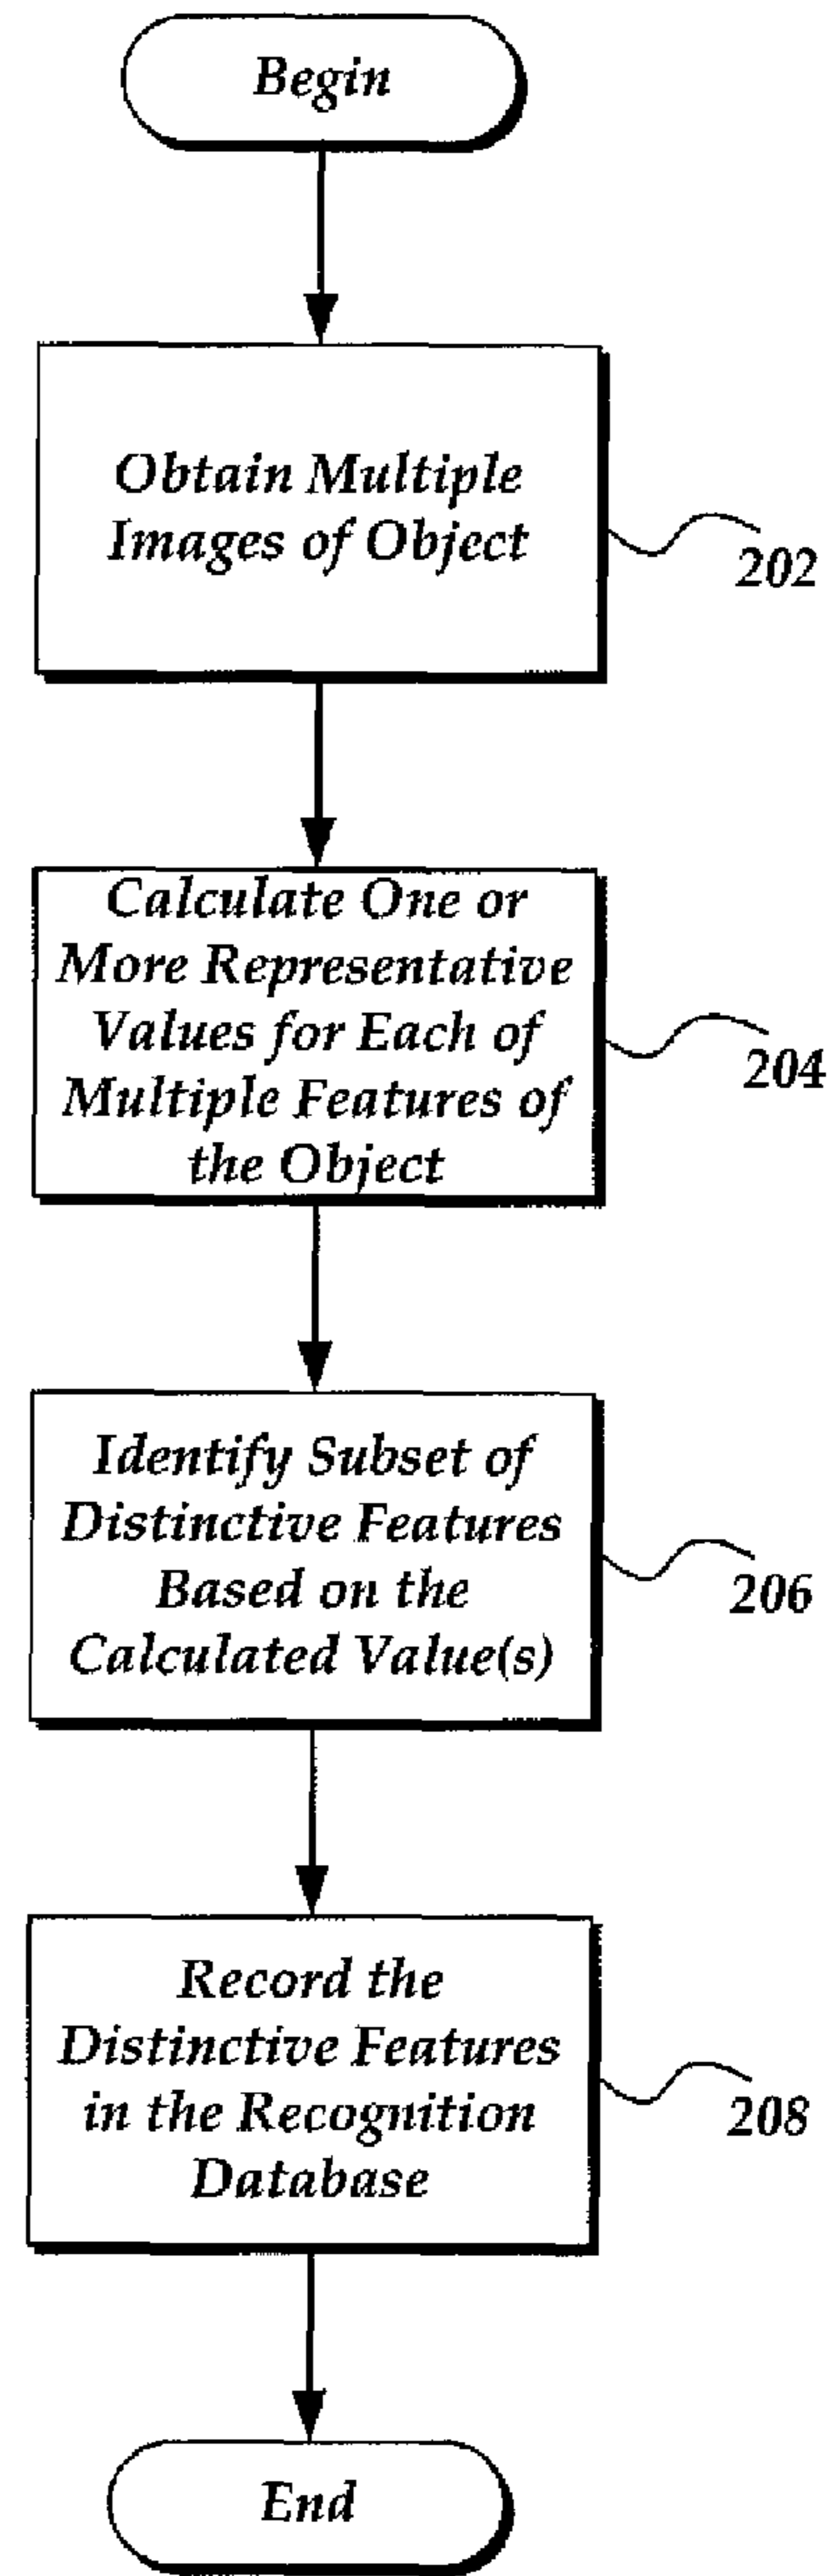 Begin
Obtain Multiple
Images of Object
202
Calculate One or
More Representative
Values for Each of
Multiple Features of
the Object
204
Identify Subset of
Distinctive Features
Based on the
Calculated Value(s)
206
Record the
Distinctive Features
in the Recognition
Database
208
End